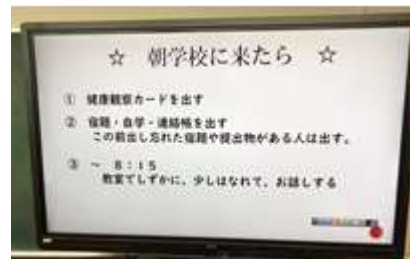 ☆ 朝学校に来たら ☆
① 健康観察カードを出す
② 宿題・自学・連絡帳を出す
この前出し忘れた宿題や提出物がある人は出す。
③ ～ 8：15
教室でしずかに、少しはなれて、お話しする